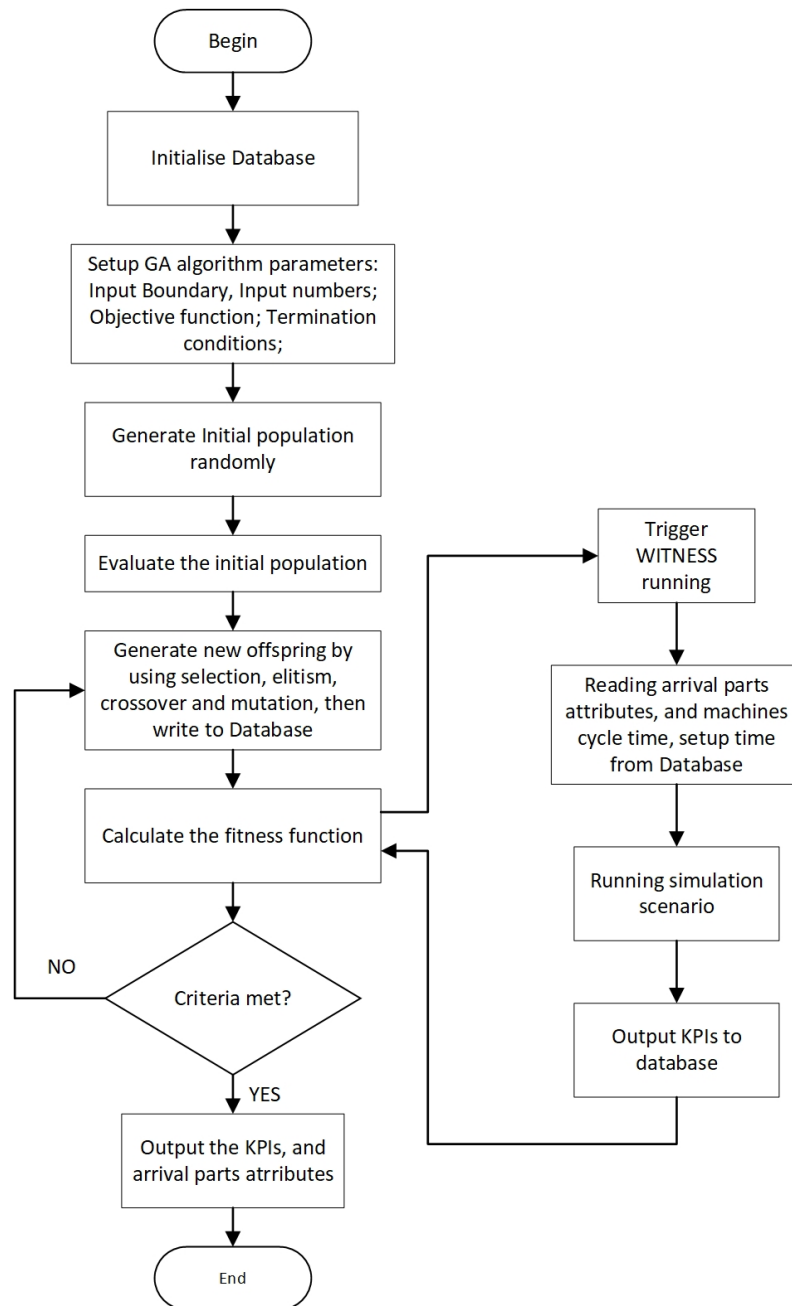 Begin
Initialise Database
Setup GA algorithm parameters:
Input Boundary, Input numbers;
Objective function; Termination
conditions;
Generate Initial population
randomly
Evaluate the initial population
Generate new offspring by
using selection, elitism,
crossover and mutation, then
write to Database
Calculate the fitness function
NO
Criteria met?
YES
Output the KPIs, and
arrival parts atrributes
End
Trigger
WITNESS
running
Reading arrival parts
attributes, and machines
cycle time, setup time
from Database
Running simulation
scenario
Output KPIs to
database